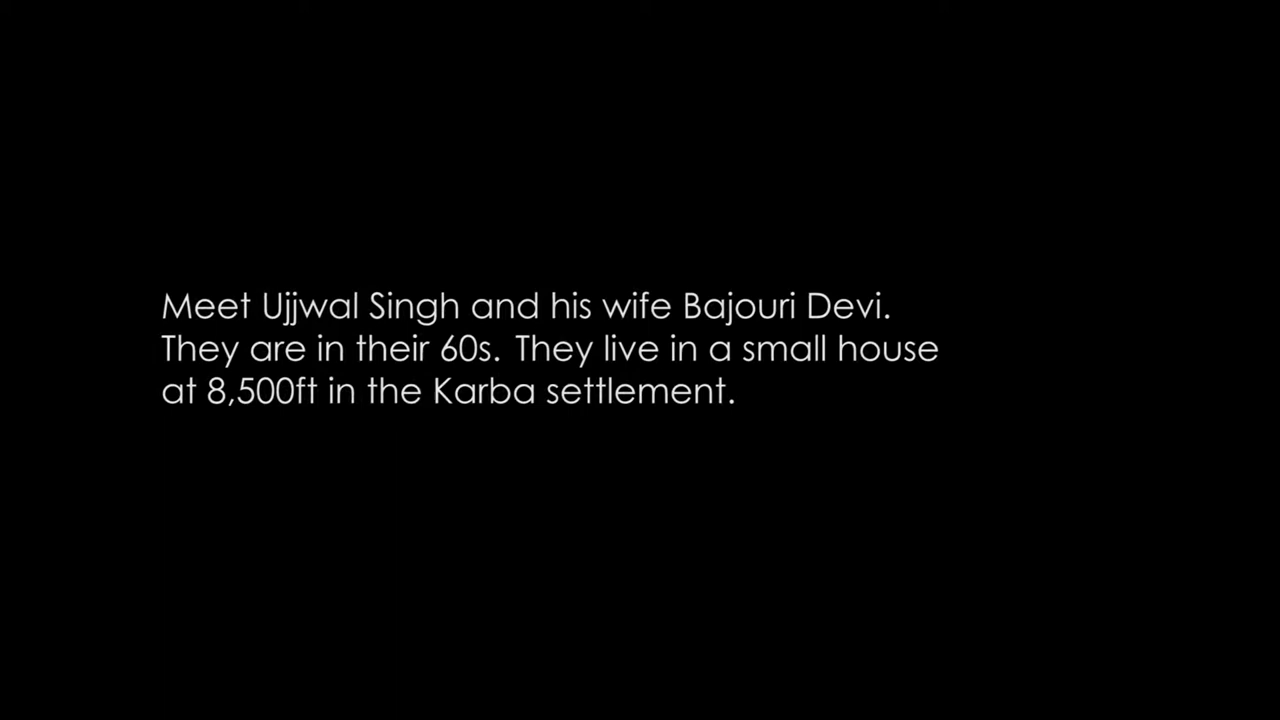 Meet Ujjwal Singh and his wife Bajouri Devi.
They are in their 60s. They live in a small house
at 8,500ft in the Karba settlement.